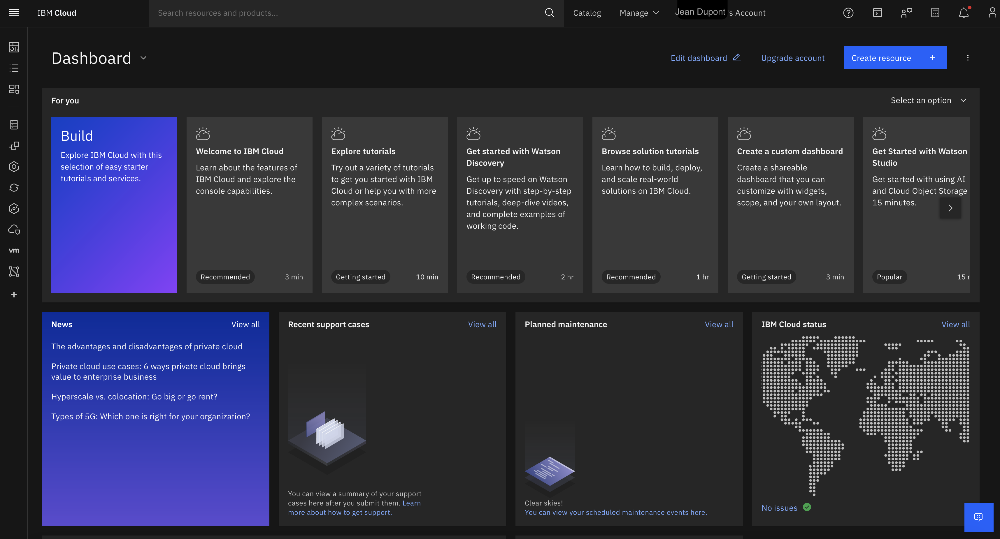 IBM Cloud
Search resources and products...
Catalog
Manage
Jean Dupont 's Account
Dashboard
Edit dashboard
Upgrade account
Create resource +
For you
Select an option
Build
Explore IBM Cloud with this
selection of easy starter
tutorials and services.
Welcome to IBM Cloud
Learn about the features of
IBM Cloud and explore the
console capabilities.
Recommended
3 min
Explore tutorials
Try out a variety of tutorials
to get you started with IBM
Cloud or help you with more
complex scenarios.
Getting started
10 min
Get started with Watson
Discovery
Get up to speed on Watson
Discovery with step-by-step
tutorials, deep-dive videos,
and complete examples of
working code.
Recommended
2 hr
Browse solution tutorials
Learn how to build, deploy,
and scale real-world
solutions on IBM Cloud.
Recommended
1 hr
Create a custom dashboard
Create a shareable
dashboard that you can
customize with widgets,
scope, and your own layout.
Getting started
3 min
Get Started with Watson
Studio
Get started with using AI
and Cloud Object Storage
15 minutes.
Popular
15
vm
News
View all
The advantages and disadvantages of private cloud
Private cloud use cases: 6 ways private cloud brings
value to enterprise business
Hyperscale vs. colocation: Go big or go rent?
Types of 5G: Which one is right for your organization?
Recent support cases
View all
You can view a summary of your support
cases here after you submit them. Learn
more about how to get support.
Planned maintenance
View all
Clear skies!
You can view your scheduled maintenance events here.
IBM Cloud status
View all
No issues